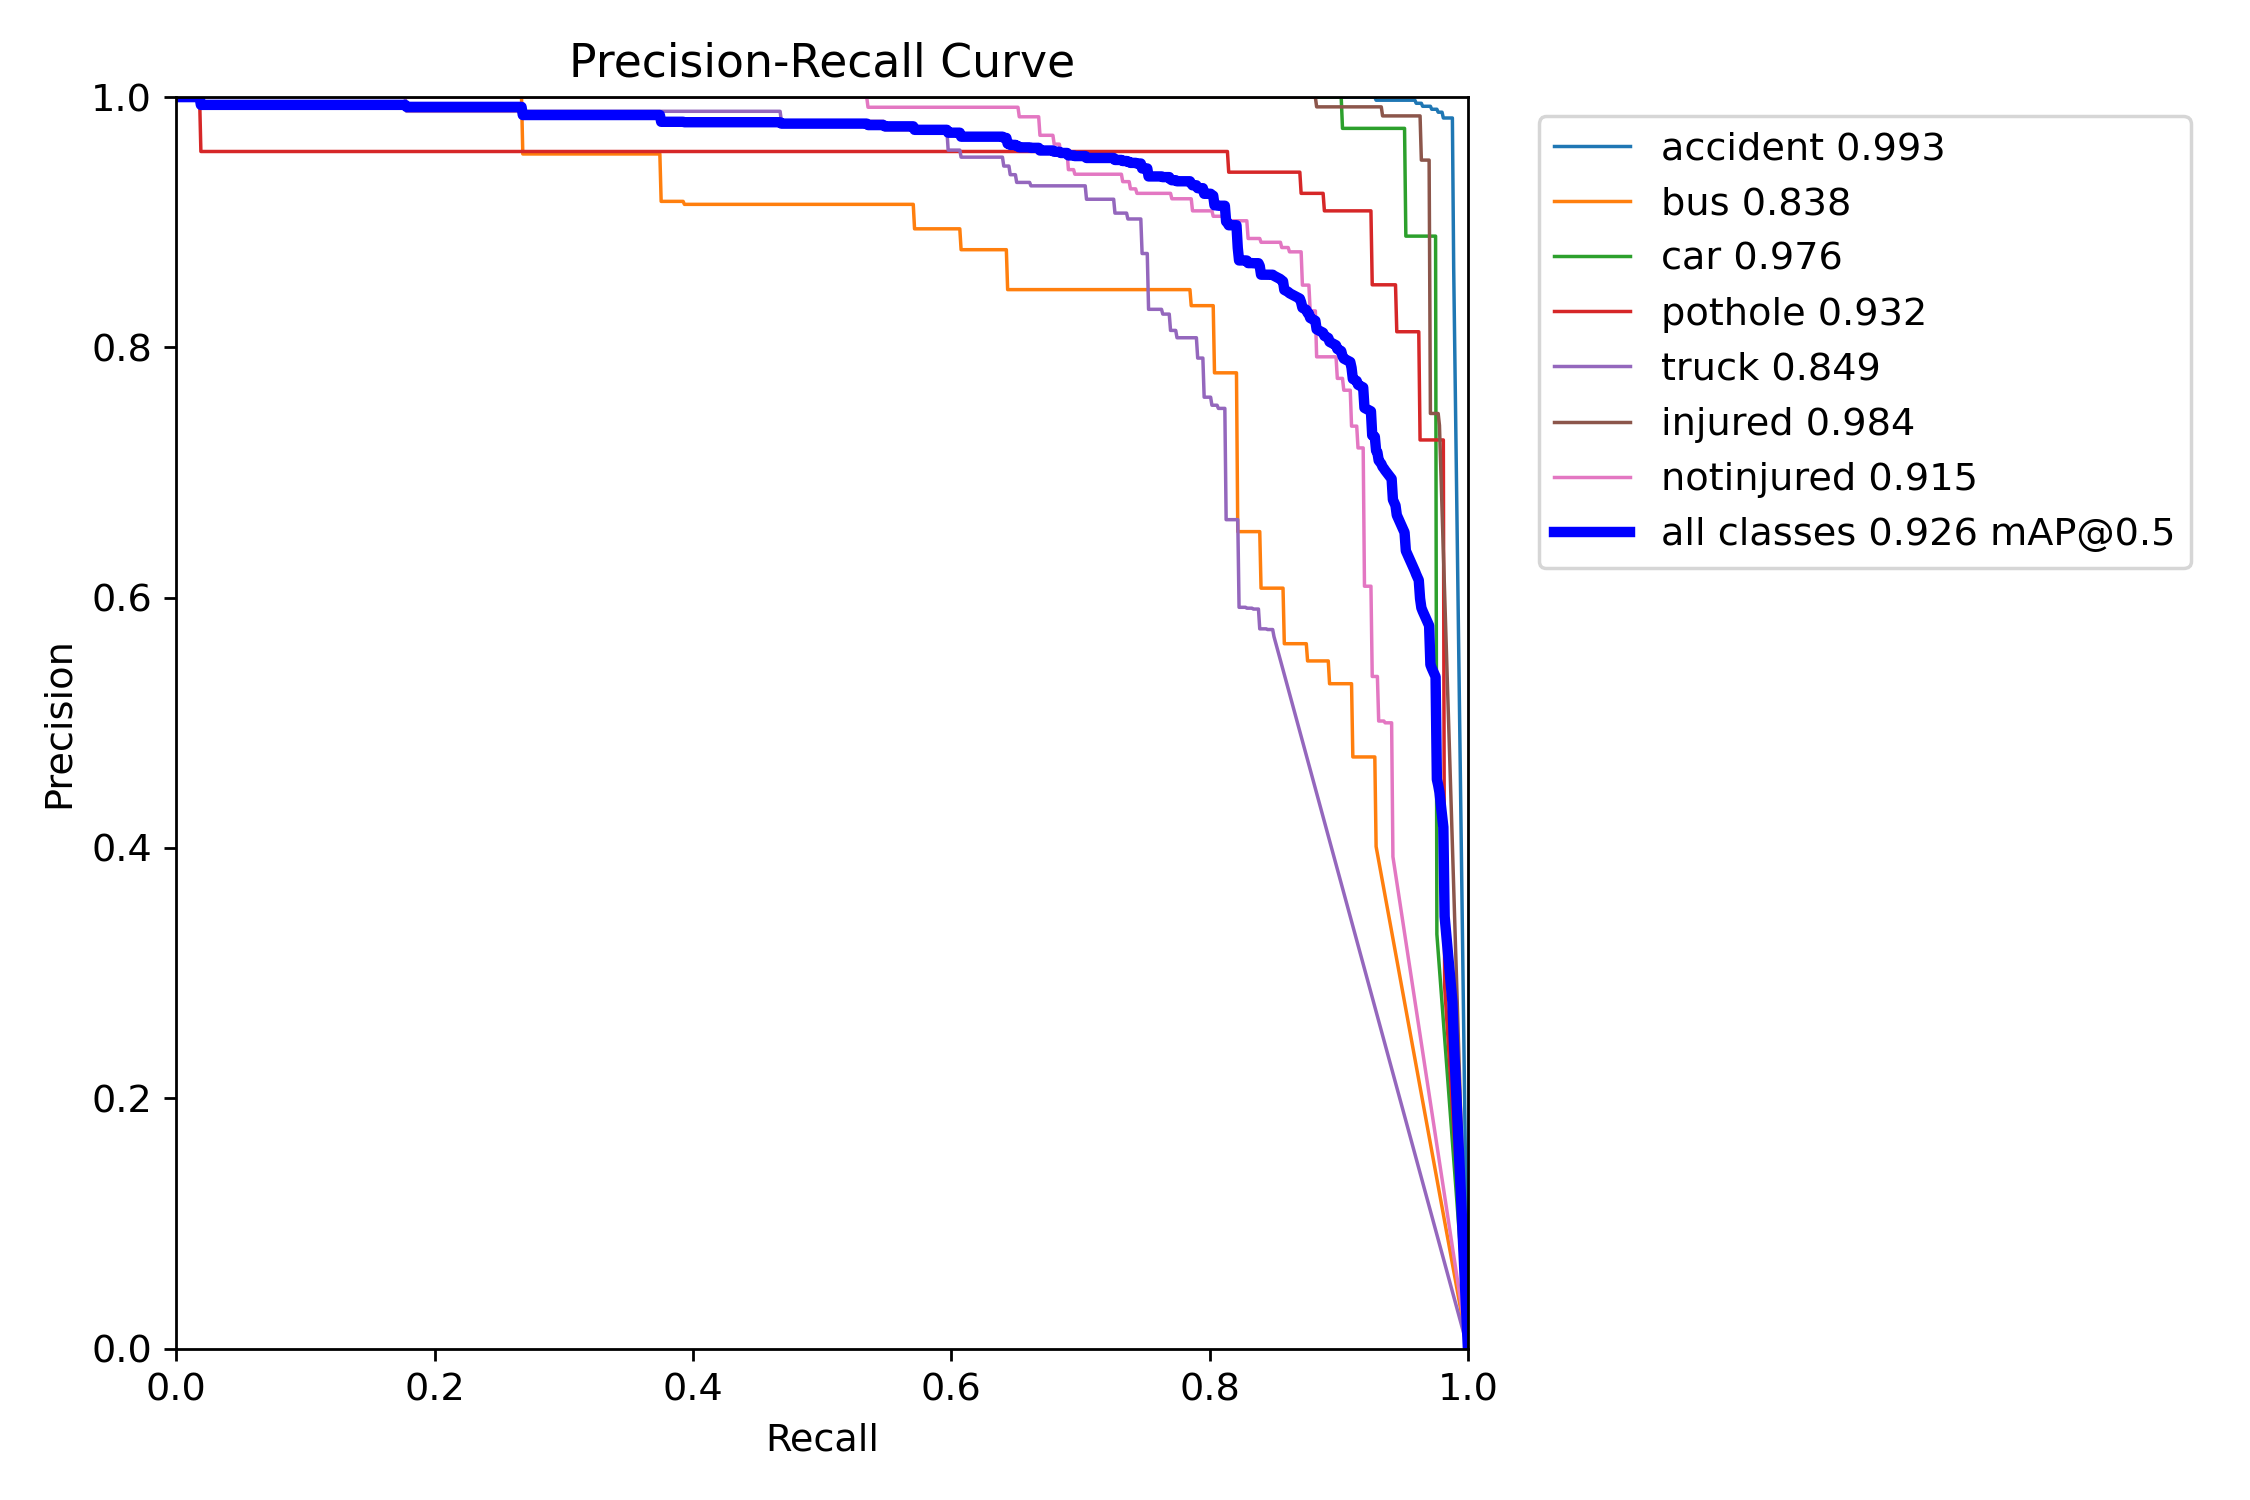 Precision-Recall Curve
1.0
0.8
0.6
0.4
0.2
0.0
Precision
0.0 0.2 0.4 0.6 0.8 1.0
Recall
accident 0.993
bus 0.838
car 0.976
pothole 0.932
truck 0.849
injured 0.984
notinjured 0.915
all classes 0.926 mAP@0.5